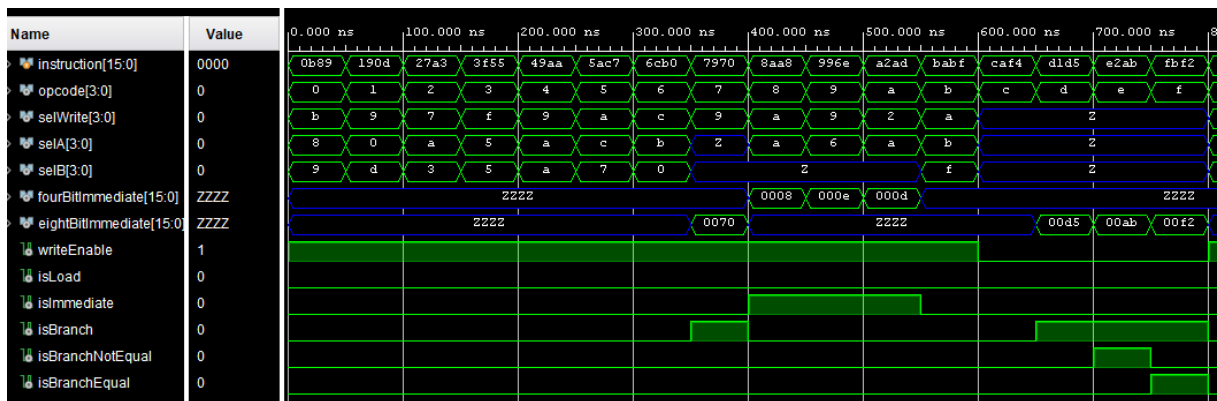 Name Value 0.000 ns 100.000 ns 200.000 ns 300.000 ns 400.000 ns 500.000 ns 600.000 ns 700.000 ns 8
instruction[15:0] 0000 0b89 190d 27a3 3f55 49aa 5ac7 6cb0 7970 8aa8 996e a2ad babf caf4 d1d5 e2ab fbf2
opcode[3:0] 0 0 1 2 3 4 5 6 7 8 9 a b c d e f
selWrite[3:0] 0 b 9 7 f 9 a c 9 a 9 2 a Z
selA[3:0] 0 8 0 a 5 a c b Z a 6 a b Z
selB[3:0] 0 9 d 3 5 a 7 0 Z f Z
fourBitImmediate[15:0] ZZZZ ZZZZ 0008 000e 000d ZZZZ
eightBitImmediate[15:0] ZZZZ ZZZZ 0070 ZZZZ 00d5 00ab 00f2
writeEnable 1
isLoad 0
isImmediate 0
isBranch 0
isBranchNotEqual 0
isBranchEqual 0